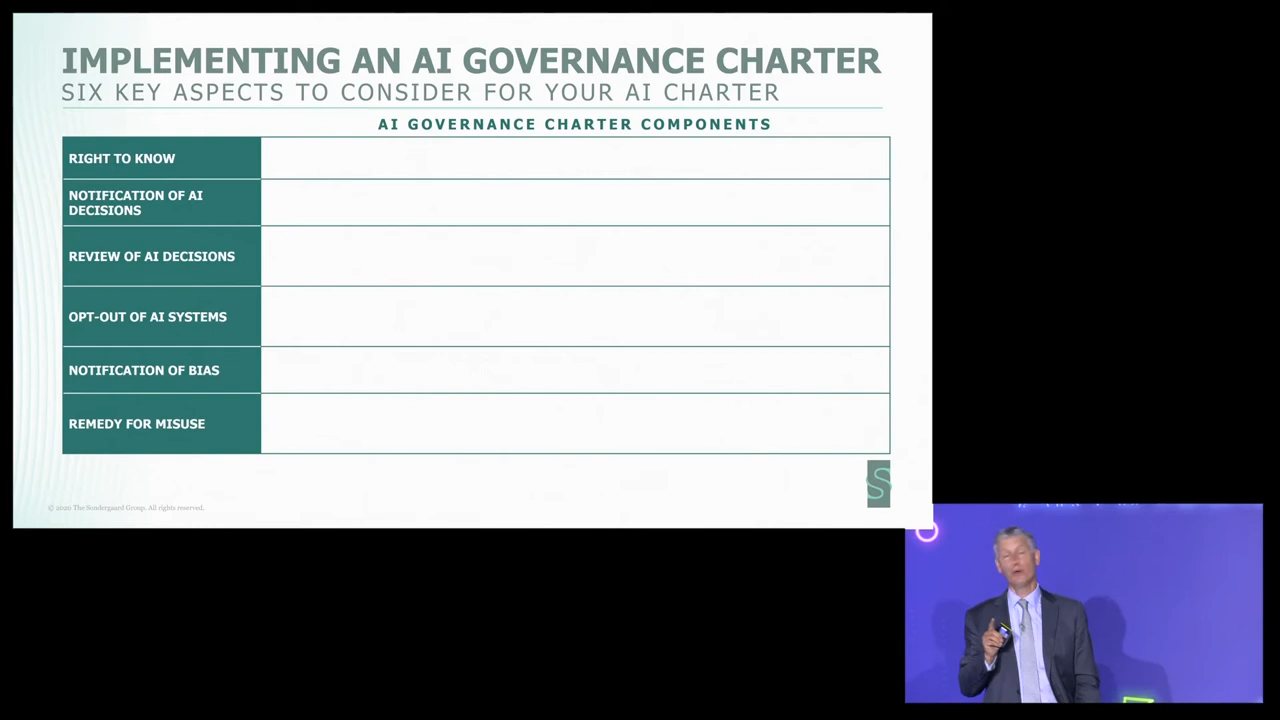 IMPLEMENTING AN AI GOVERNANCE CHARTER
SIX KEY ASPECTS TO CONSIDER FOR YOUR AI CHARTER
AI GOVERNANCE CHARTER COMPONENTS
RIGHT TO KNOW
NOTIFICATION OF AI
DECISIONS
REVIEW OF AI DECISIONS
OPT-OUT OF AI SYSTEMS
NOTIFICATION OF BIAS
REMEDY FOR MISUSE
S
© 2020 The Sondergaard Group. All rights reserved.